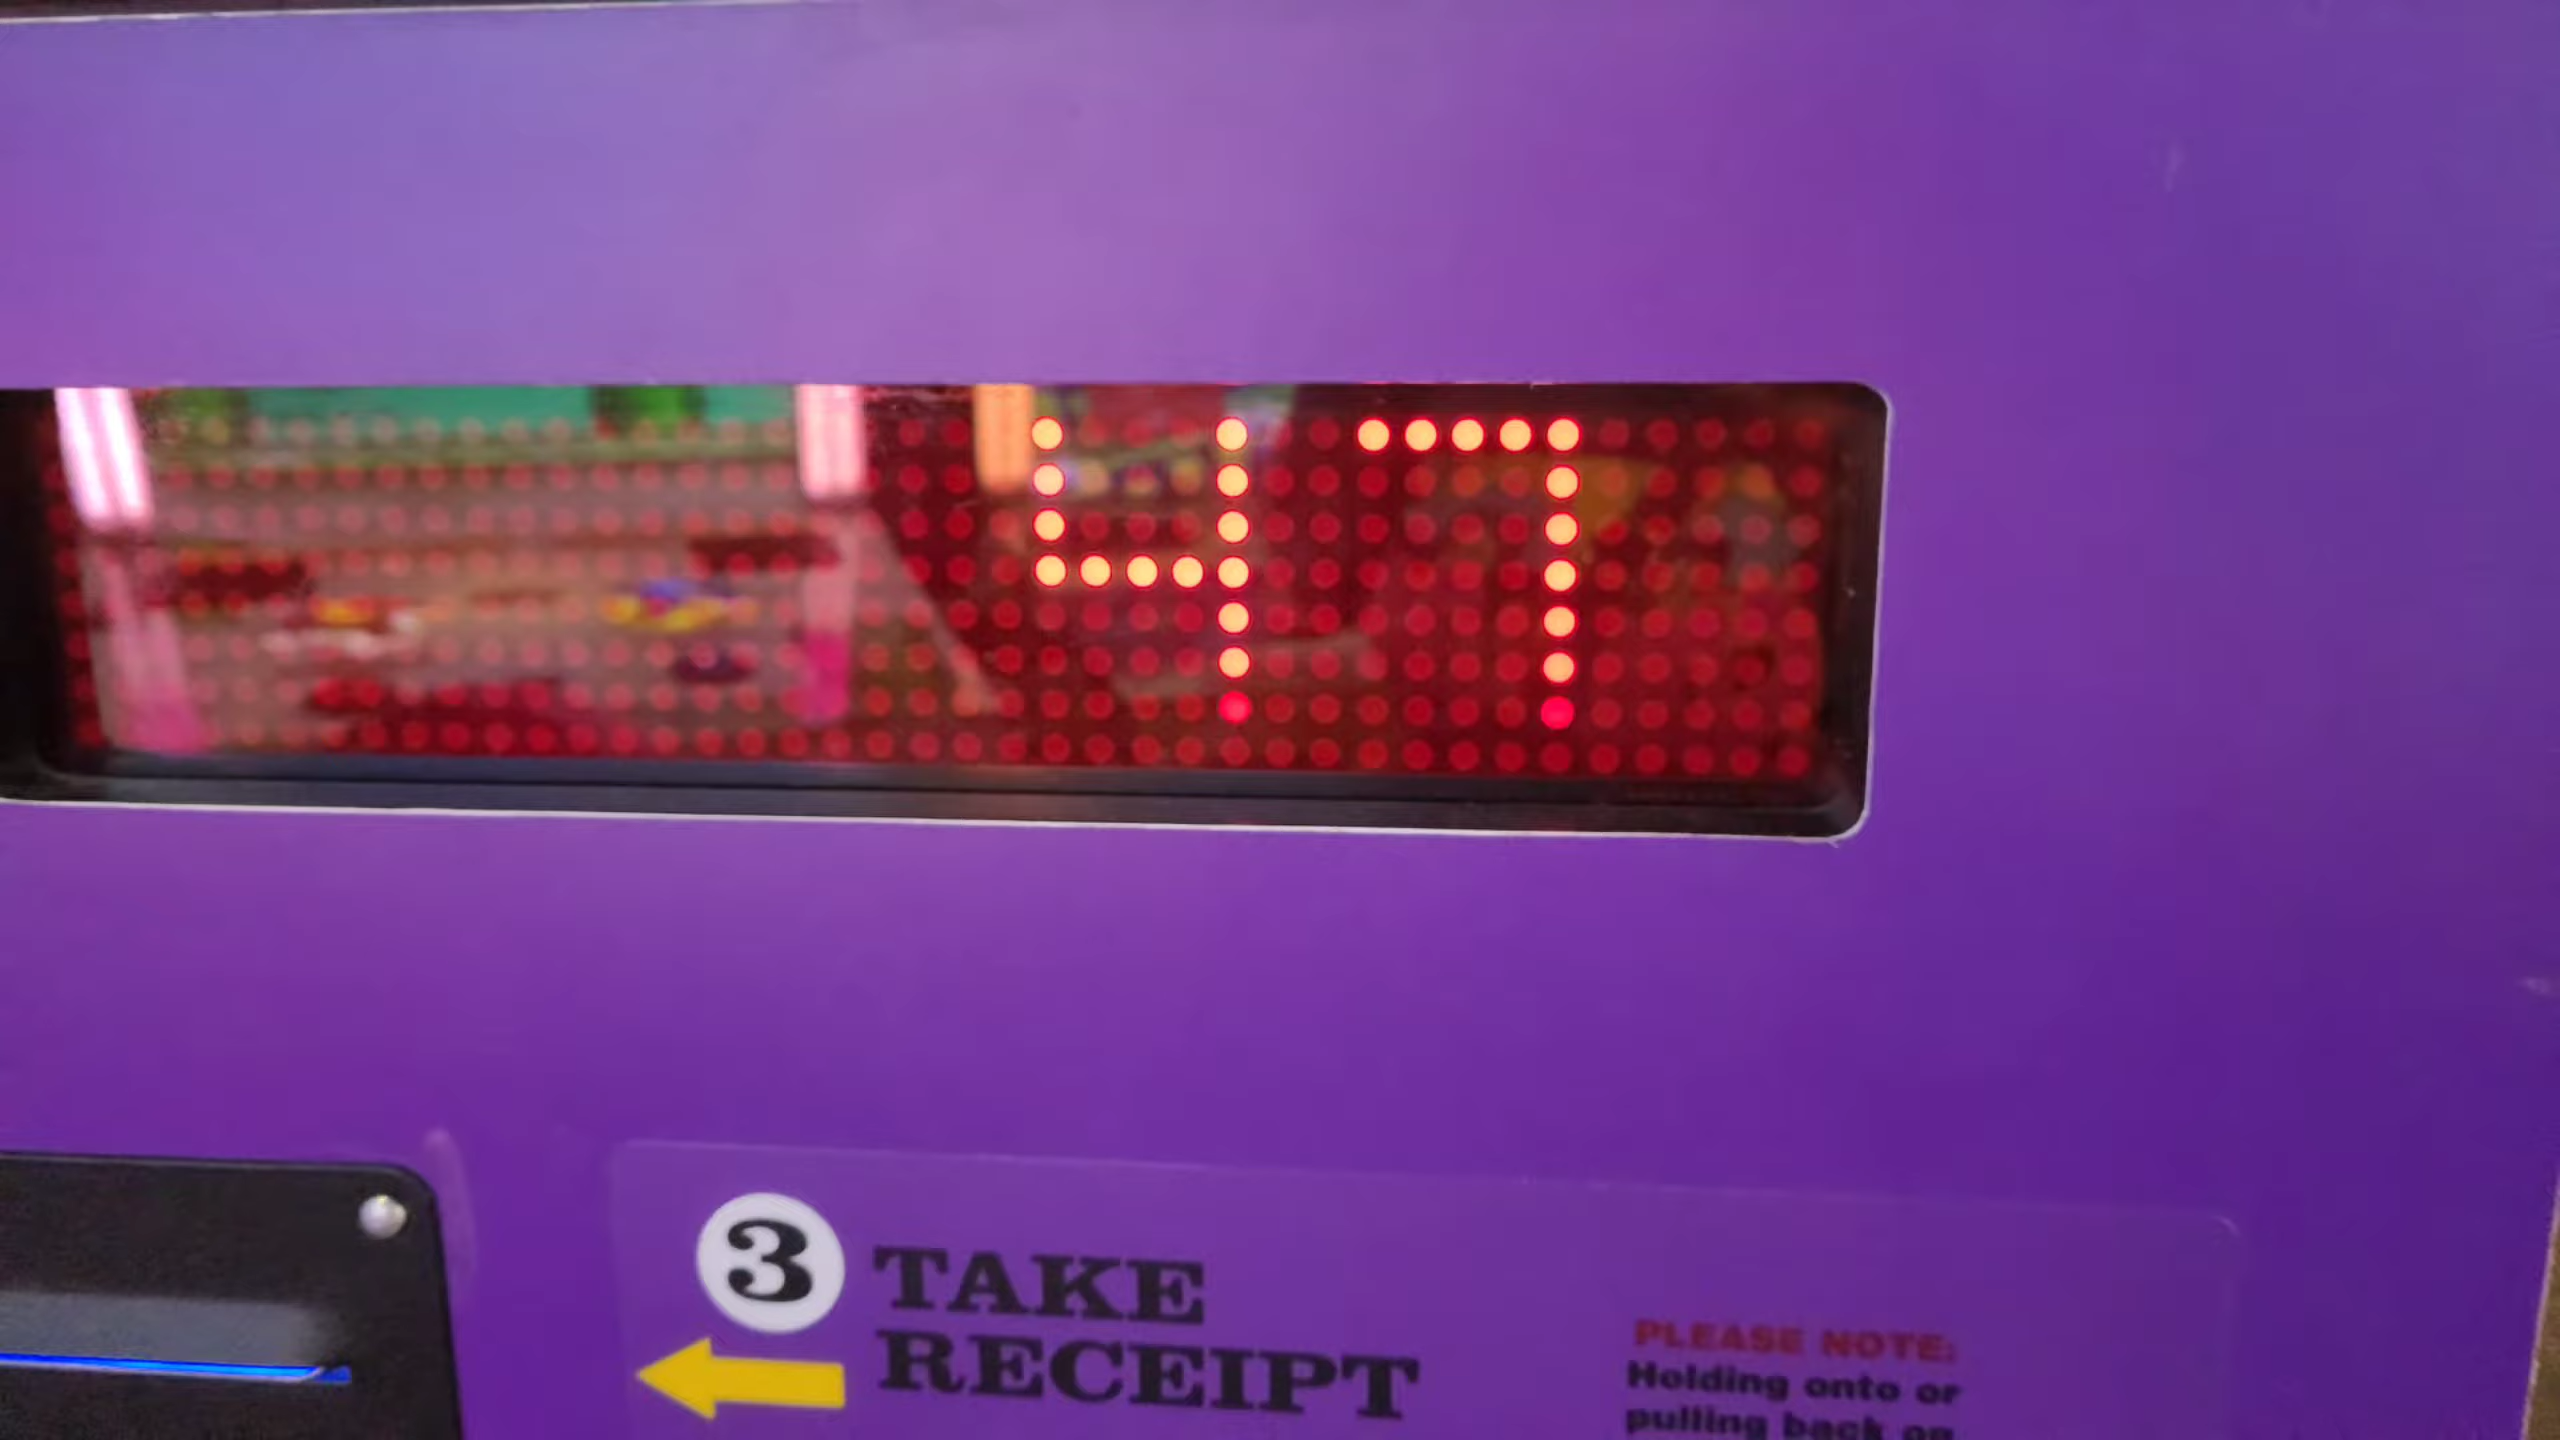 47
3 TAKE
RECEIPT
PLEASE NOTE:
Holding onto or
pulling back on